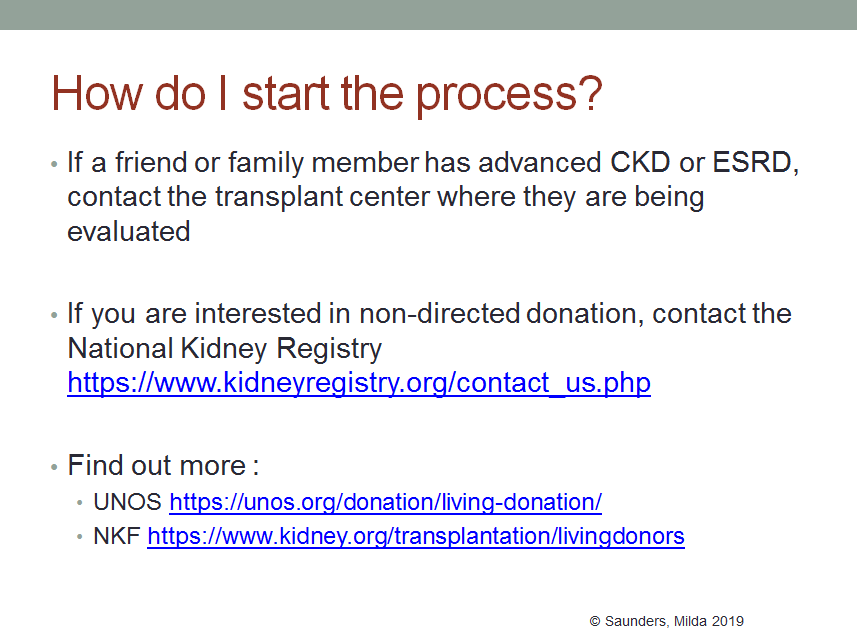 How do I start the process?
• If a friend or family member has advanced CKD or ESRD,
contact the transplant center where they are being
evaluated
• If you are interested in non-directed donation, contact the
National Kidney Registry
https://www.kidneyregistry.org/contact_us.php
• Find out more :
• UNOS https://unos.org/donation/living-donation/
• NKF https://www.kidney.org/transplantation/livingdonors
© Saunders, Milda 2019